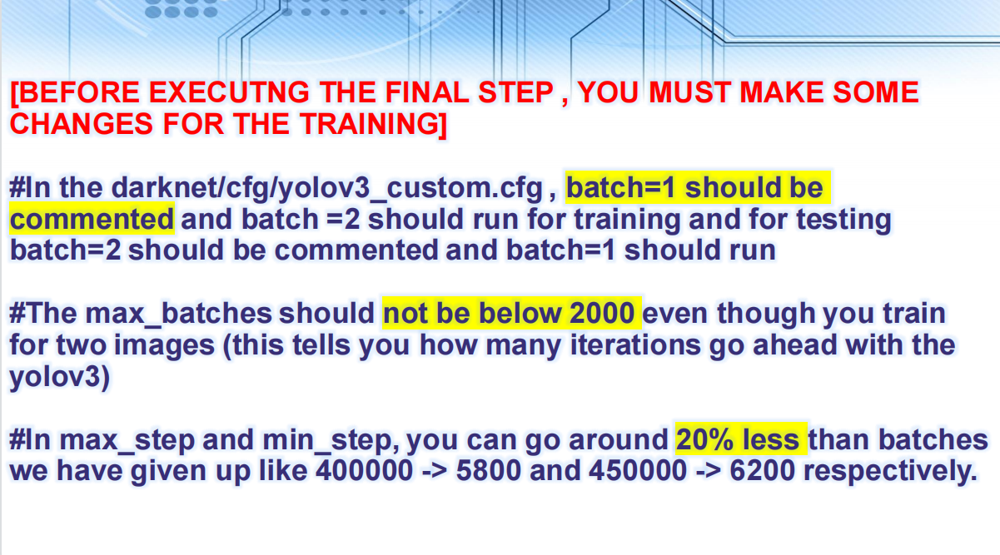 [BEFORE EXECUTNG THE FINAL STEP , YOU MUST MAKE SOME
CHANGES FOR THE TRAINING]
#In the darknet/cfg/yolov3_custom.cfg , batch=1 should be
commented and batch =2 should run for training and for testing
batch=2 should be commented and batch=1 should run
#The max_batches should not be below 2000 even though you train
for two images (this tells you how many iterations go ahead with the
yolov3)
#In max_step and min_step, you can go around 20% less than batches
we have given up like 400000 -> 5800 and 450000 -> 6200 respectively.